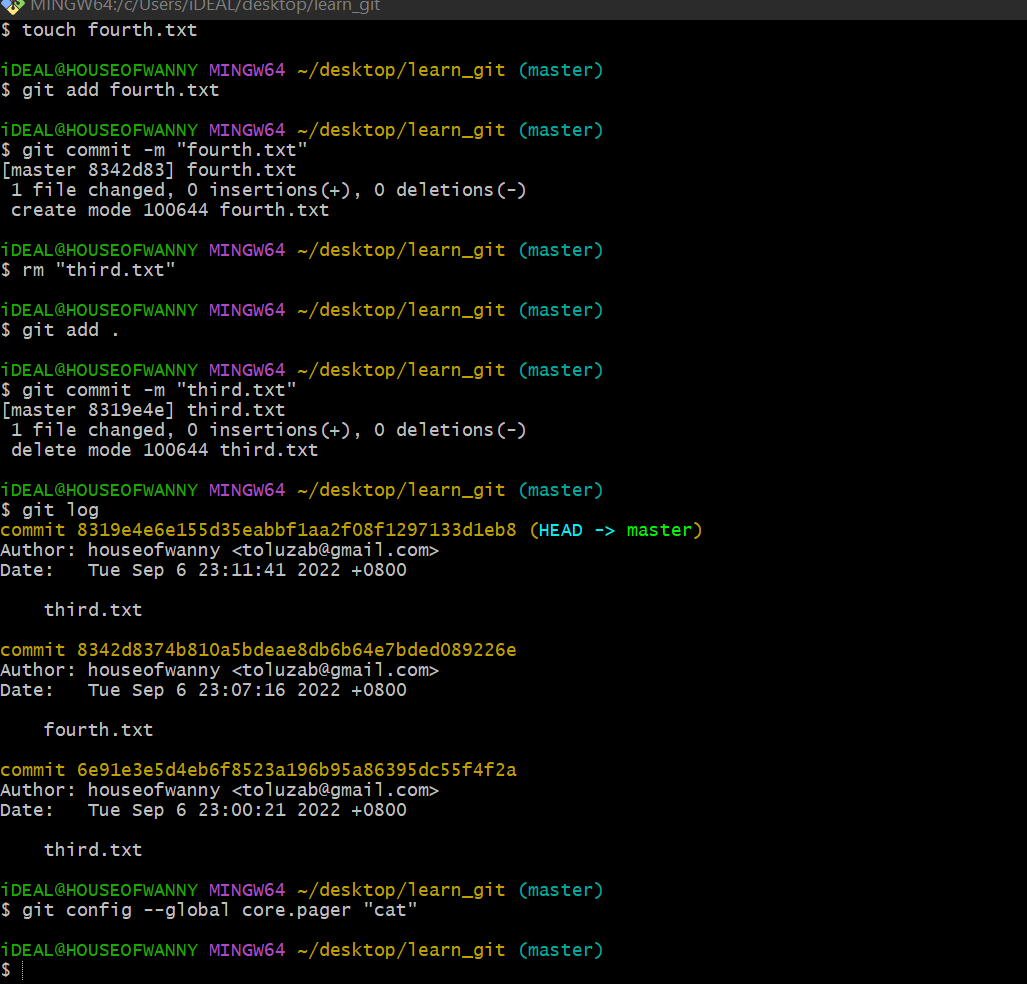 MINGW64:/c/Users/iDEAL/desktop/learn_git
$ touch fourth.txt
iDEAL@HOUSEOFWANNY MINGW64 ~/desktop/learn_git (master)
$ git add fourth.txt
iDEAL@HOUSEOFWANNY MINGW64 ~/desktop/learn_git (master)
$ git commit -m "fourth.txt"
[master 8342d83] fourth.txt
 1 file changed, 0 insertions(+), 0 deletions(-)
 create mode 100644 fourth.txt
iDEAL@HOUSEOFWANNY MINGW64 ~/desktop/learn_git (master)
$ rm "third.txt"
iDEAL@HOUSEOFWANNY MINGW64 ~/desktop/learn_git (master)
$ git add .
iDEAL@HOUSEOFWANNY MINGW64 ~/desktop/learn_git (master)
$ git commit -m "third.txt"
[master 8319e4e] third.txt
 1 file changed, 0 insertions(+), 0 deletions(-)
 delete mode 100644 third.txt
iDEAL@HOUSEOFWANNY MINGW64 ~/desktop/learn_git (master)
$ git log
commit 8319e4e6e155d35eabbf1aa2f08f1297133d1eb8 (HEAD -> master)
Author: houseofwanny <toluzab@gmail.com>
Date:   Tue Sep 6 23:11:41 2022 +0800
    third.txt
commit 8342d8374b810a5bdeae8db6b64e7bded089226e
Author: houseofwanny <toluzab@gmail.com>
Date:   Tue Sep 6 23:07:16 2022 +0800
    fourth.txt
commit 6e91e3e5d4eb6f8523a196b95a86395dc55f4f2a
Author: houseofwanny <toluzab@gmail.com>
Date:   Tue Sep 6 23:00:21 2022 +0800
    third.txt
iDEAL@HOUSEOFWANNY MINGW64 ~/desktop/learn_git (master)
$ git config --global core.pager "cat"
iDEAL@HOUSEOFWANNY MINGW64 ~/desktop/learn_git (master)
$